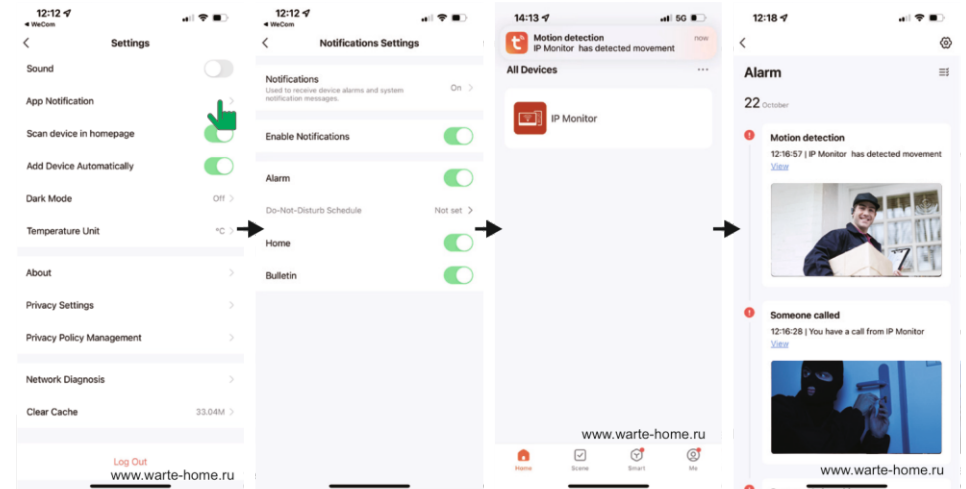 12:12
WeCom
Settings
Sound
App Notification
Scan device in homepage
Add Device Automatically
Dark Mode
Off
Temperature Unit
°C
About
Privacy Settings
Privacy Policy Management
Network Diagnosis
Clear Cache
33.04M
Log Out
www.warte-home.ru
12:12
WeCom
Notifications Settings
Notifications
Used to receive device alarms and system
notification messages.
On
Enable Notifications
Alarm
Do-Not-Disturb Schedule
Not set
Home
Bulletin
14:13
5G
Motion detection
now
IP Monitor has detected movement
All Devices
IP Monitor
www.warte-home.ru
Home
Scene
Smart
Me
12:18
Alarm
22 October
Motion detection
12:16:57 | IP Monitor has detected movement
View
Someone called
12:16:28 | You have a call from IP Monitor
View
www.warte-home.ru